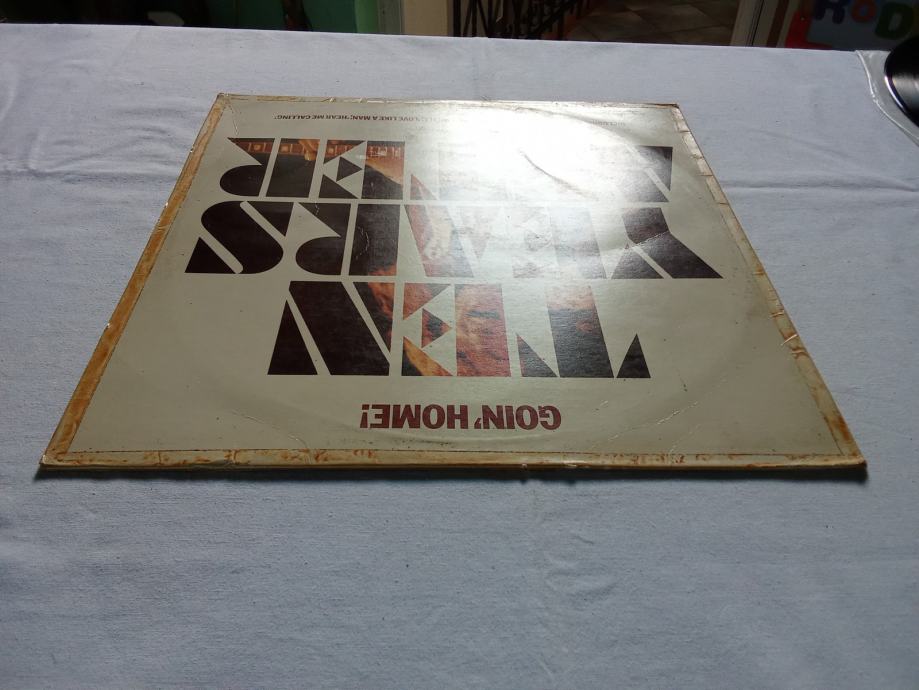 GOIN' HOME!
TEN
YEARS
AFTER
'LOVE LIKE A MAN', 'HEAR ME CALLING'